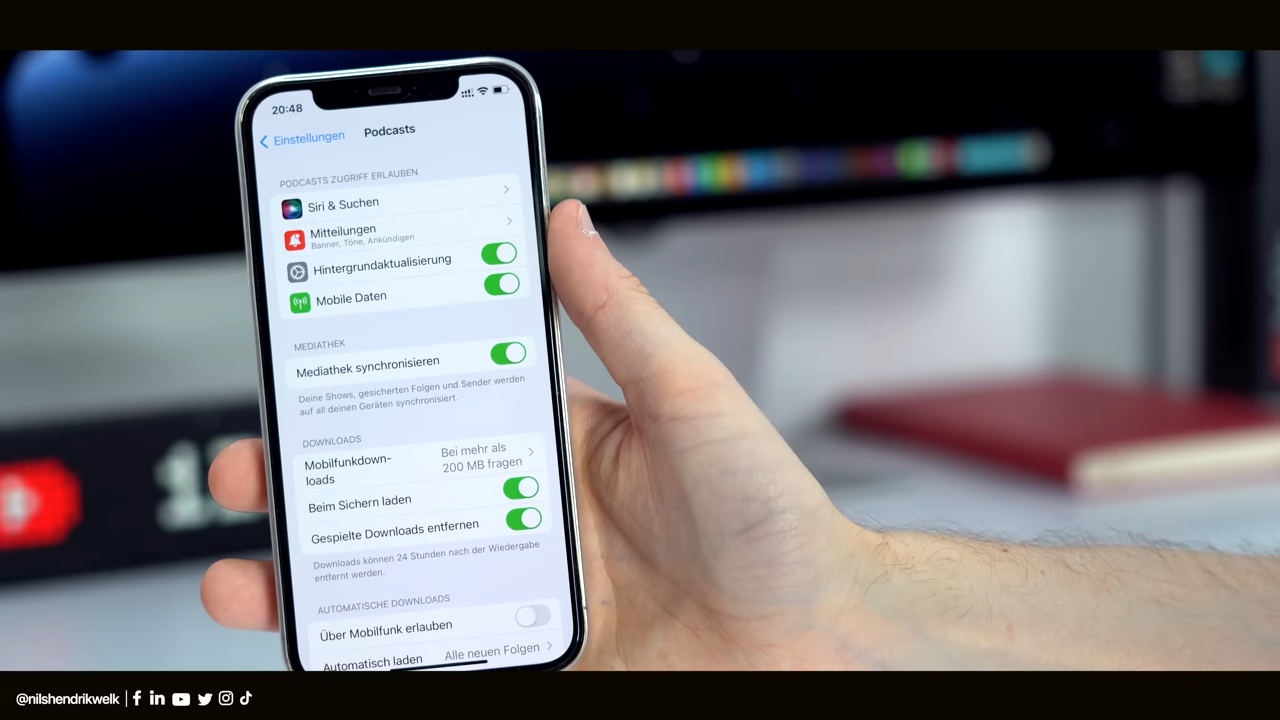 20:48
Einstellungen Podcasts
PODCASTS ZUGRIFF ERLAUBEN
Siri & Suchen
Mitteilungen
Banner, Töne, Ankündigen
Hintergrundaktualisierung
Mobile Daten
MEDIATHEK
Mediathek synchronisieren
Deine Shows, gesicherten Folgen und Sender werden
auf all deinen Geräten synchronisiert.
DOWNLOADS
Mobilfunkdown-
loads
Bei mehr als
200 MB fragen
Beim Sichern laden
Gespielte Downloads entfernen
Downloads können 24 Stunden nach der Wiedergabe
entfernt werden.
AUTOMATISCHE DOWNLOADS
Über Mobilfunk erlauben
Automatisch laden Alle neuen Folgen
@nilshendrikwelk